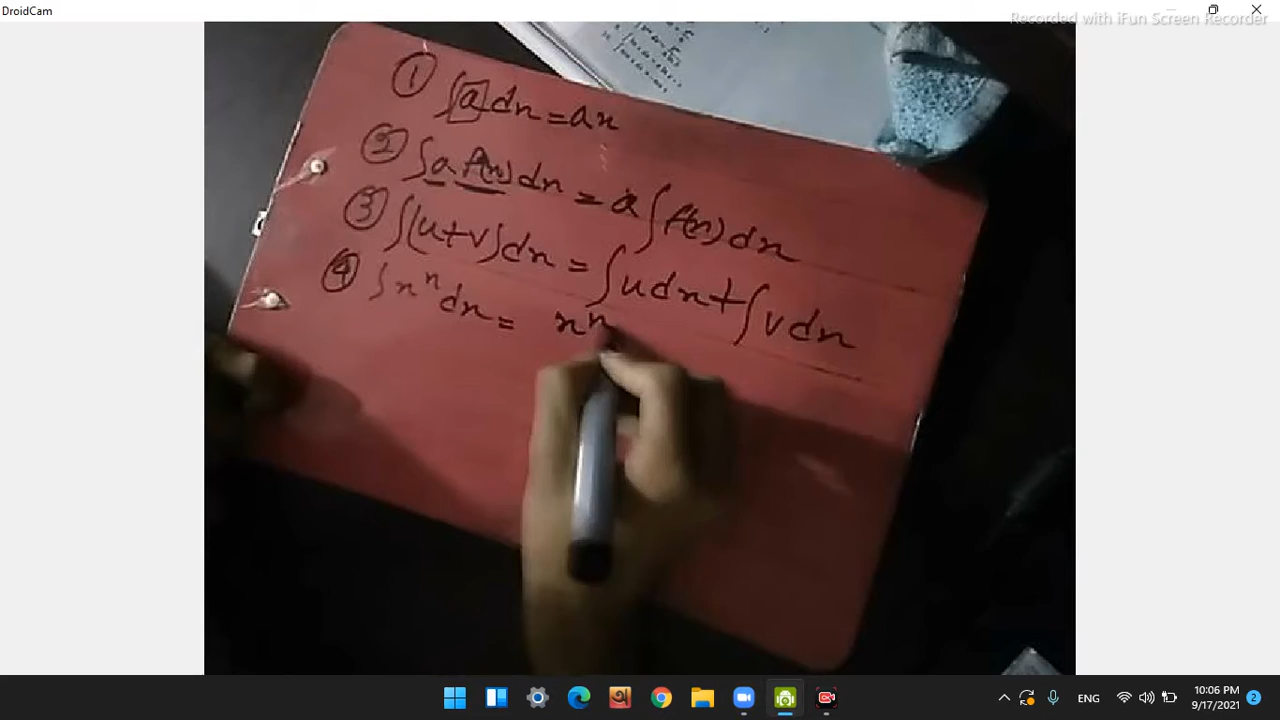 DroidCam
Recorded with iFun Screen Recorder
① ∫a dx = ax
② ∫a f(x) dx = a ∫f(x) dx
③ ∫(u+v) dx = ∫u dx + ∫v dx
④ ∫xⁿ dx = xⁿ
ENG
10:06 PM
9/17/2021
2